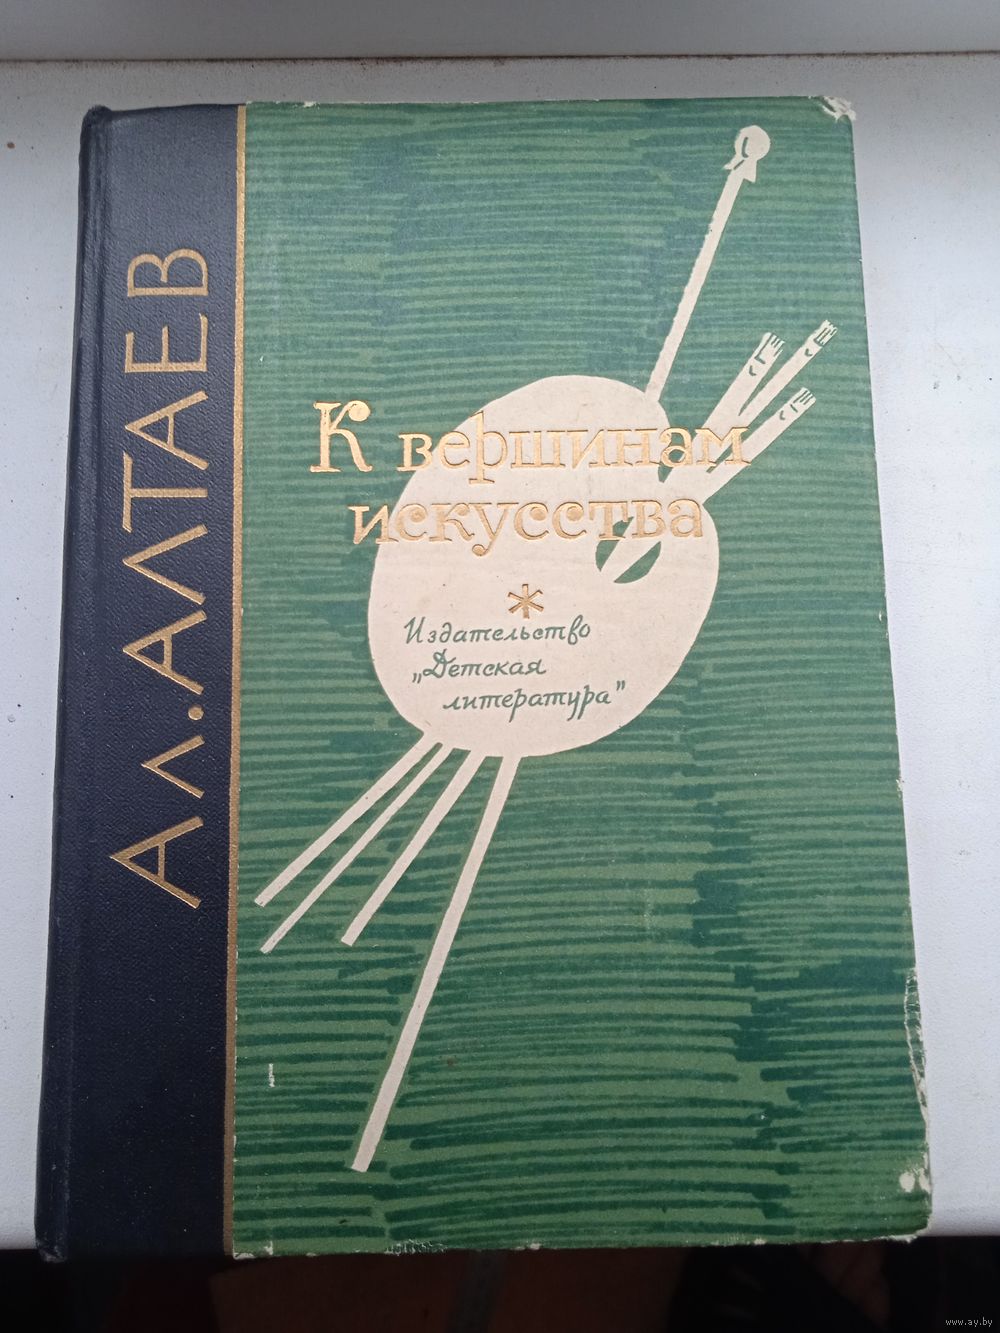 АЛ. АЛТАЕВ
К вершинам
искусства
*
Издательство
„Детская
литература"
www.ay.by